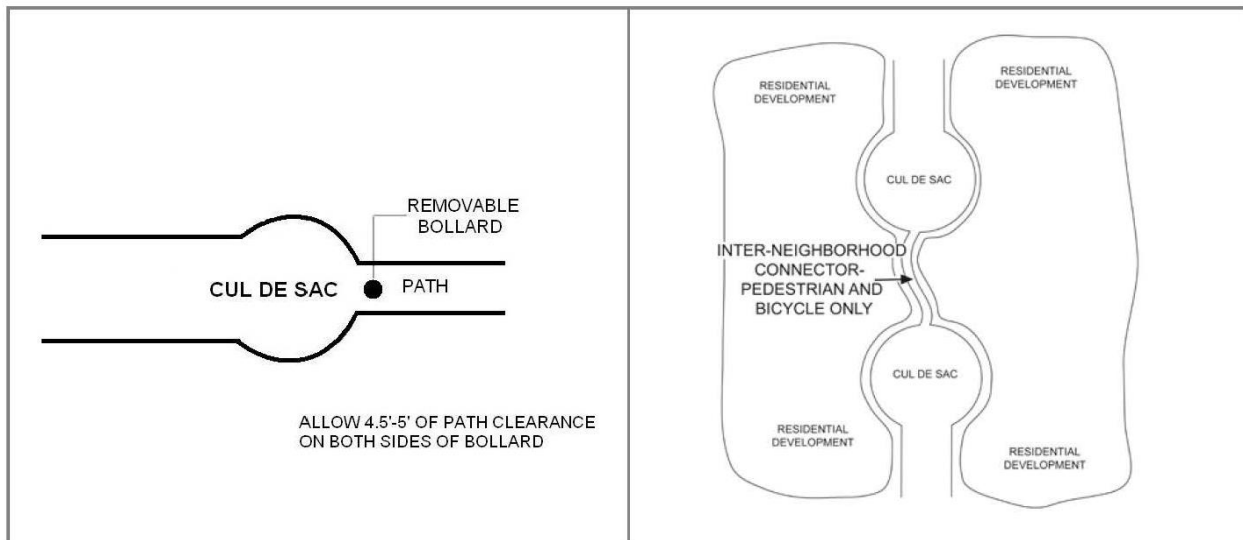 REMOVABLE
BOLLARD
CUL DE SAC
PATH
ALLOW 4.5'-5' OF PATH CLEARANCE
ON BOTH SIDES OF BOLLARD
RESIDENTIAL
DEVELOPMENT
RESIDENTIAL
DEVELOPMENT
CUL DE SAC
INTER-NEIGHBORHOOD
CONNECTOR-
PEDESTRIAN AND
BICYCLE ONLY
CUL DE SAC
RESIDENTIAL
DEVELOPMENT
RESIDENTIAL
DEVELOPMENT